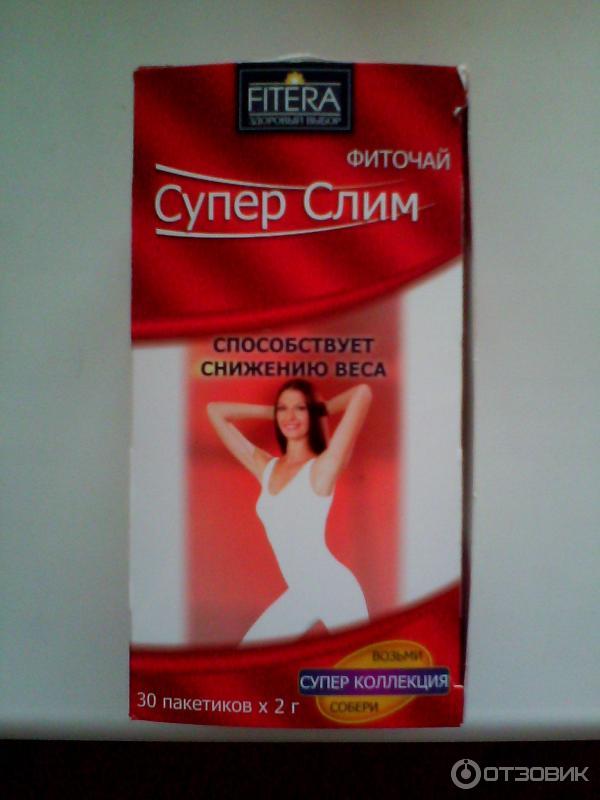 FITERA
ЗДОРОВЫЙ ВЫБОР
ФИТОЧАЙ
Супер Слим
СПОСОБСТВУЕТ
СНИЖЕНИЮ ВЕСА
ВОЗЬМИ
СУПЕР КОЛЛЕКЦИЯ
СОБЕРИ
30 пакетиков х 2 г
ОТЗОВИК